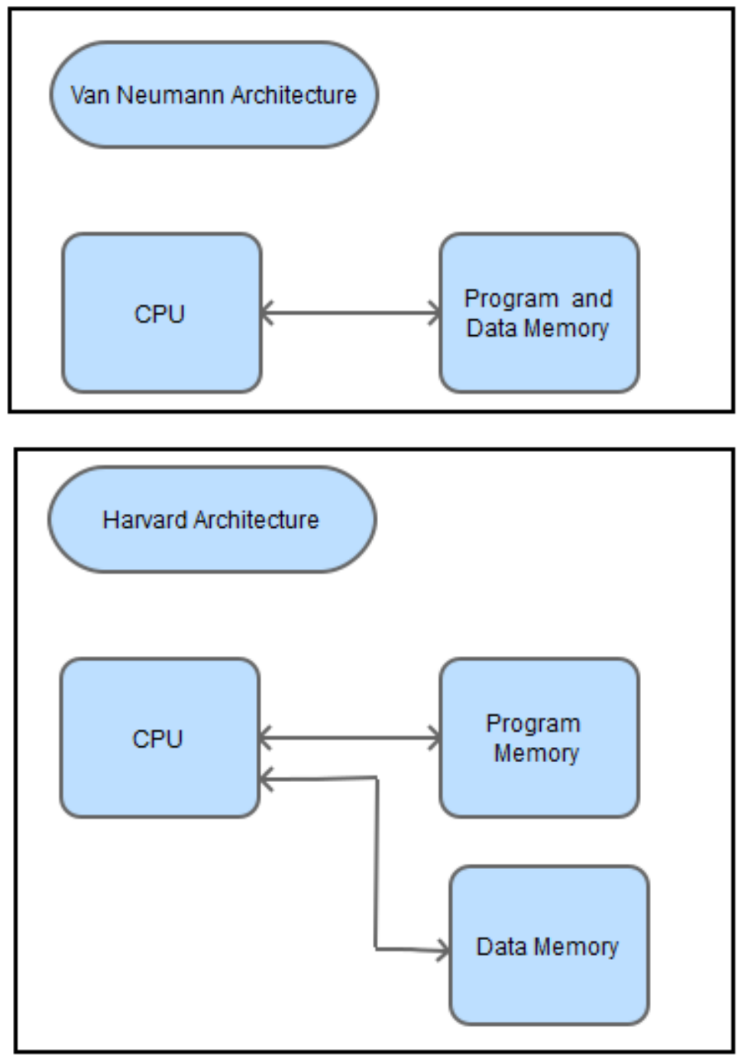 Van Neumann Architecture
CPU
Program and
Data Memory
Harvard Architecture
CPU
Program
Memory
Data Memory